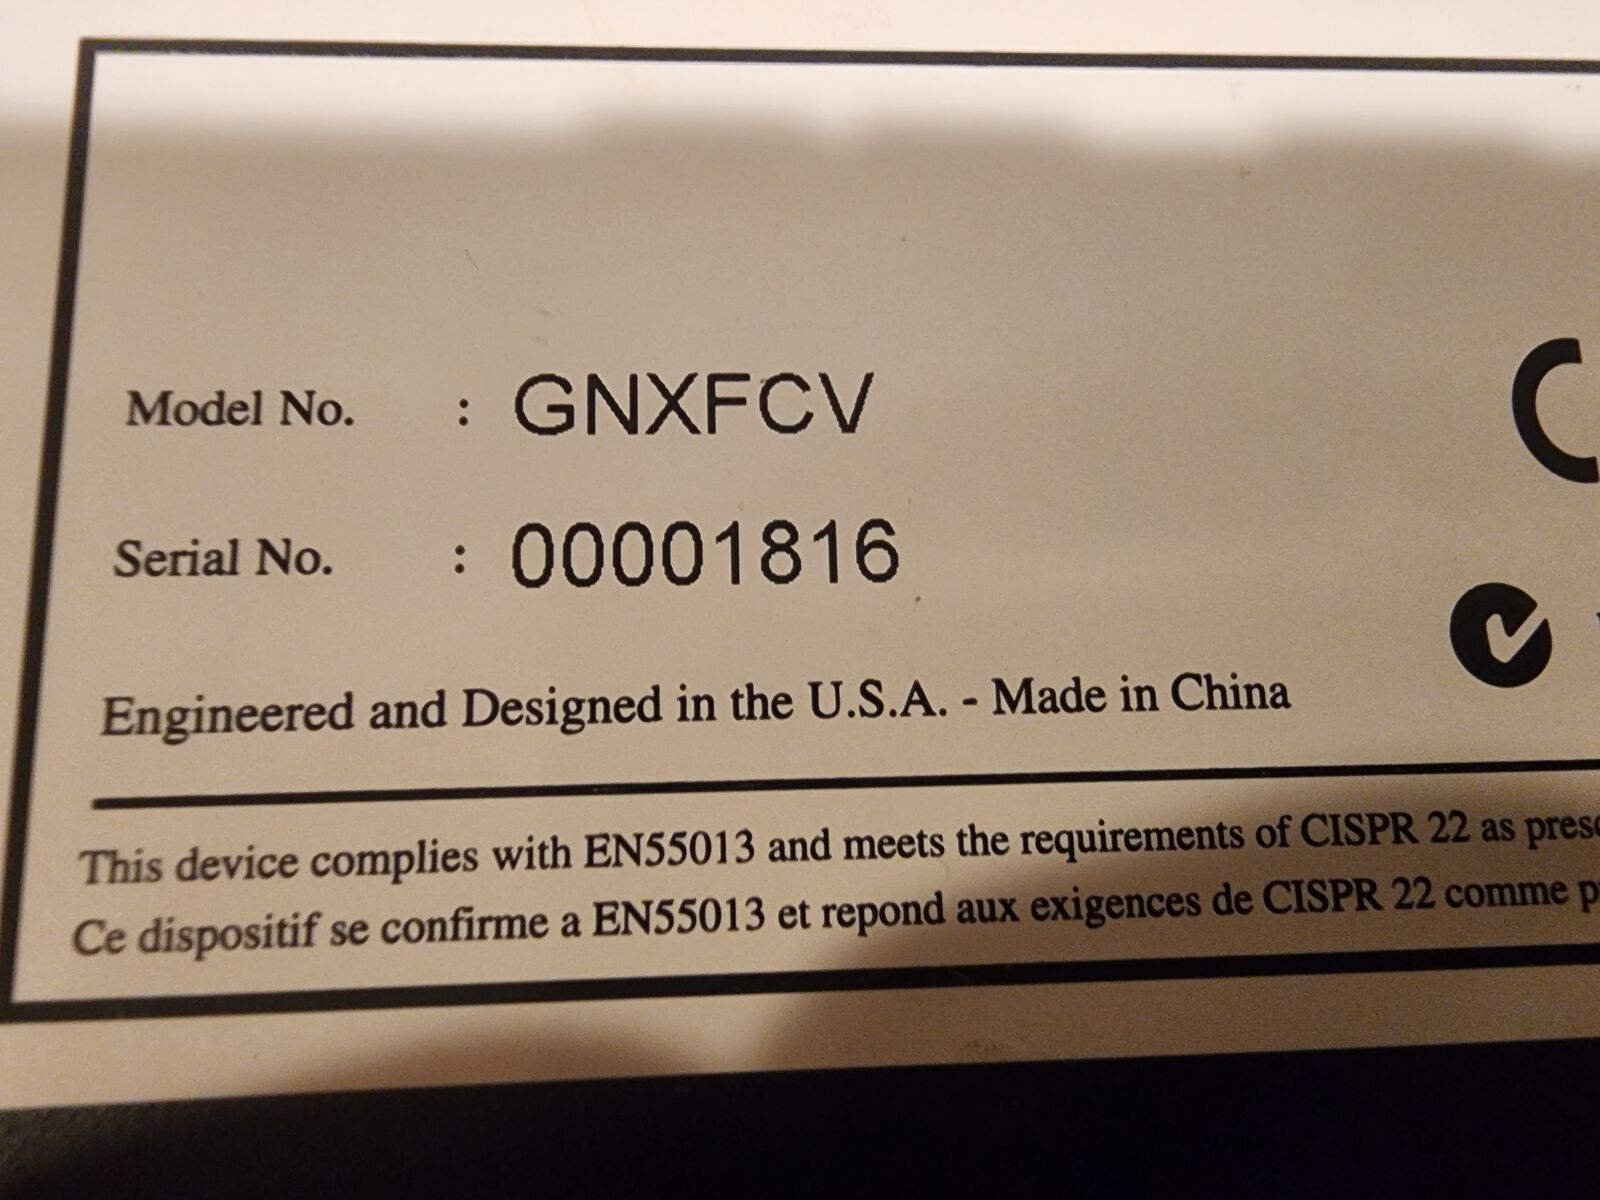 Model No. : GNXFCV
Serial No. : 00001816
Engineered and Designed in the U.S.A. - Made in China
This device complies with EN55013 and meets the requirements of CISPR 22 as
Ce dispositif se confirme a EN55013 et repond aux exigences de CISPR 22 comme